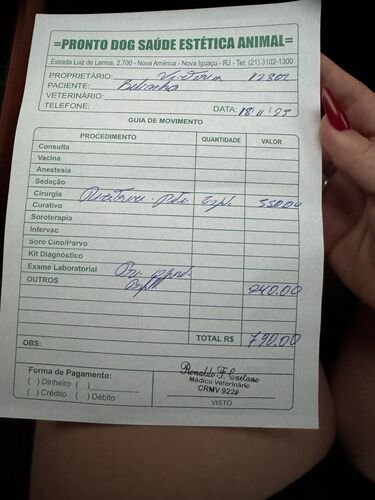 =PRONTO DOG SAÚDE ESTÉTICA ANIMAL=
Estrada Luiz de Lemos, 2.700 - Nova América - Nova Iguaçu - RJ - Tel: (21) 3102-1300
PROPRIETÁRIO:
PACIENTE:
VETERINÁRIO:
TELEFONE: DATA: 18/11/25
GUIA DE MOVIMENTO
PROCEDIMENTO QUANTIDADE VALOR
Consulta
Vacina
Anestesia
Sedação
Cirurgia 550.00
Curativo
Soroterapia
Infervac
Soro Cino/Parvo
Kit Diagnóstico
Exame Laboratorial
OUTROS 240.00
TOTAL R$ 790.00
OBS:
Forma de Pagamento:
( ) Dinheiro ( )
( ) Crédito ( ) Débito
Ronaldo F. Caetano
Médico Veterinário
CRMV 9228
VISTO